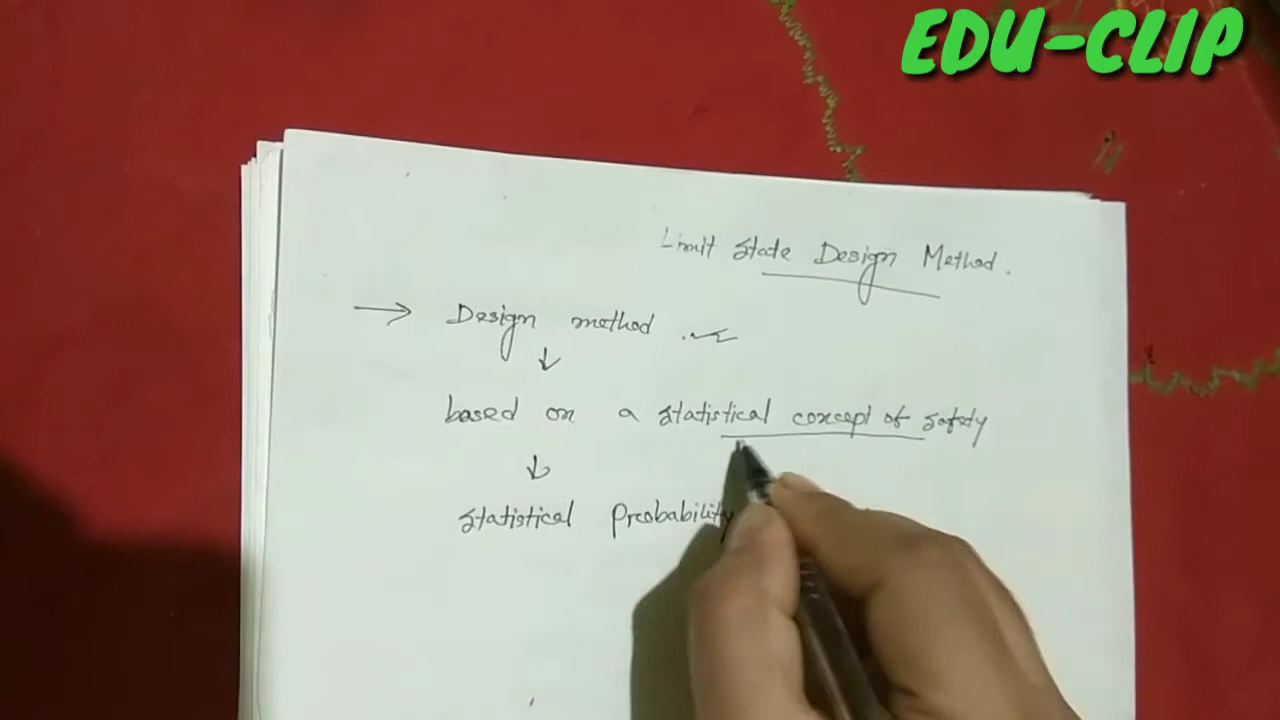 EDU-CLIP
Limit State Design Method.
→ Design method.
↓
based on a statistical concept of safety
↓
statistical Probability